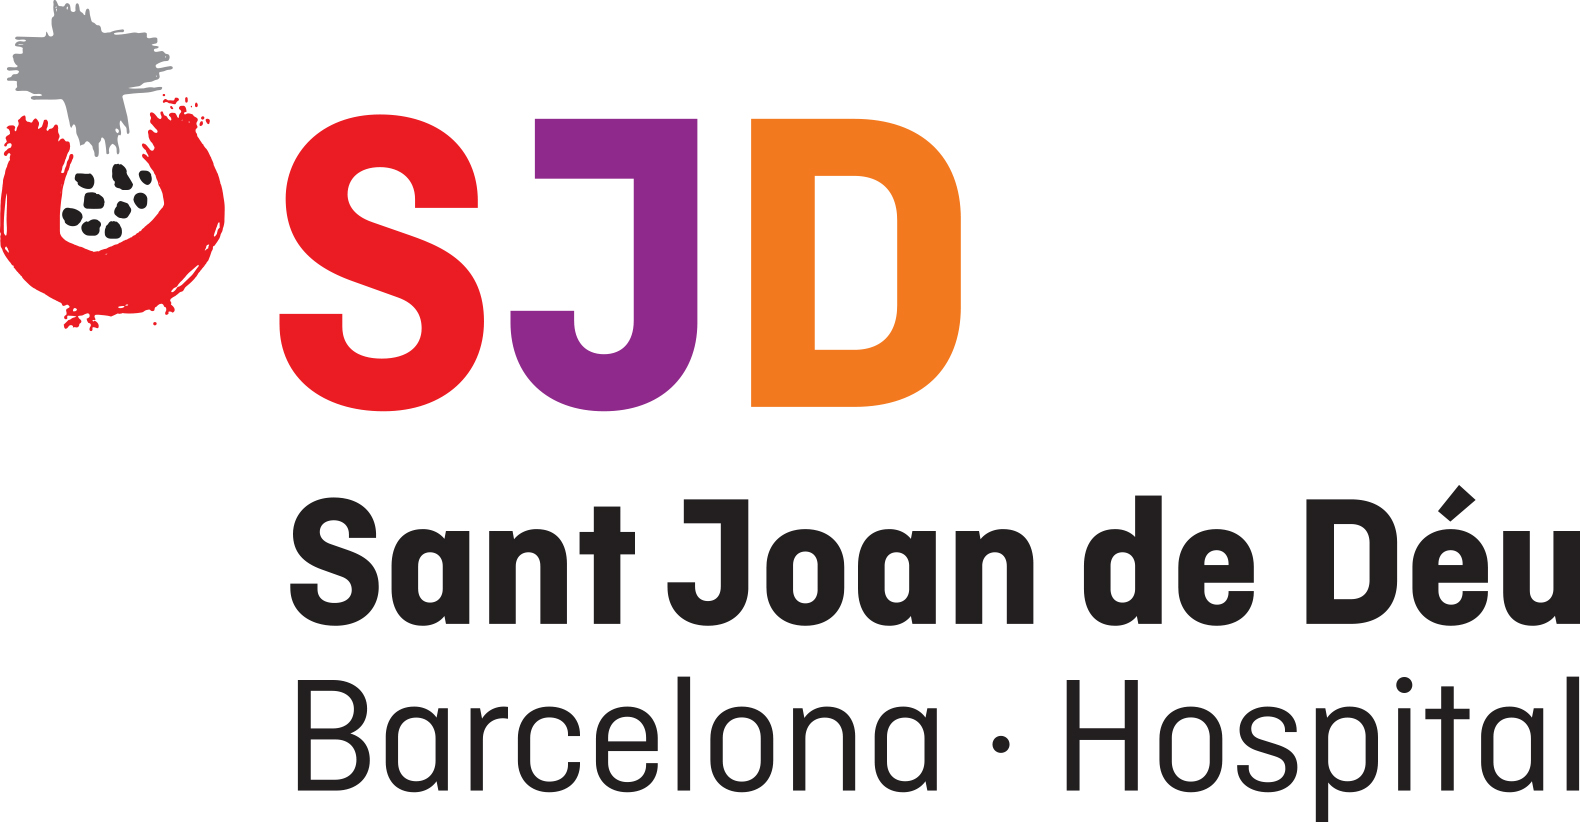 SJD
Sant Joan de Déu
Barcelona · Hospital